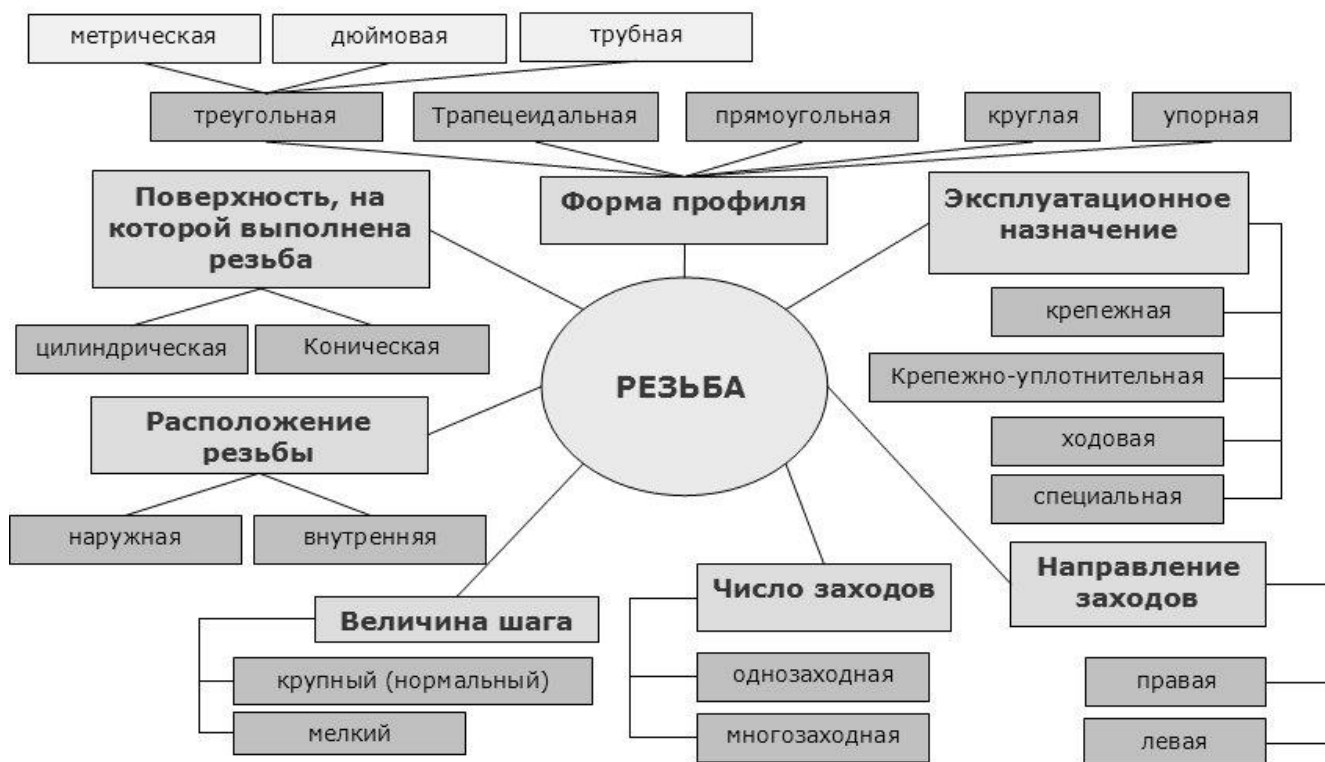 метрическая
дюймовая
трубная
треугольная
Трапецеидальная
прямоугольная
круглая
упорная
Поверхность, на
которой выполнена
резьба
Форма профиля
Эксплуатационное
назначение
цилиндрическая
Коническая
крепежная
РЕЗЬБА
Крепежно-уплотнительная
Расположение
резьбы
ходовая
специальная
наружная
внутренняя
Величина шага
Число заходов
Направление
заходов
крупный (нормальный)
мелкий
однозаходная
многозаходная
правая
левая